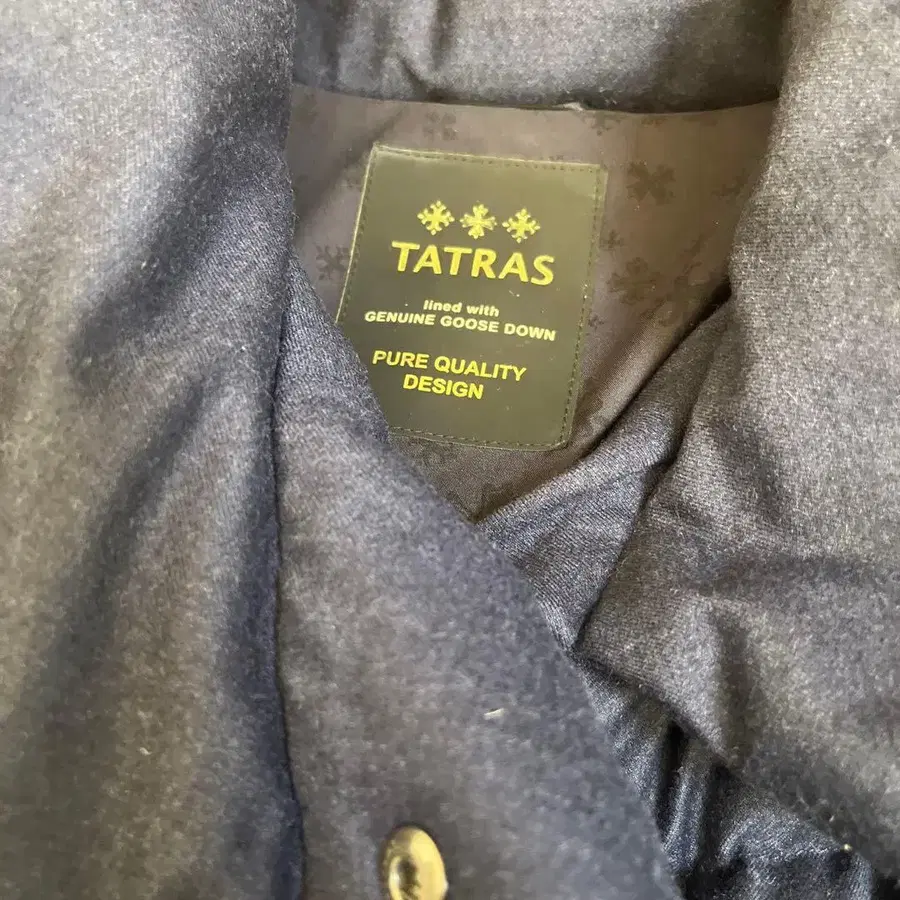 TATRAS
lined with
GENUINE GOOSE DOWN
PURE QUALITY
DESIGN